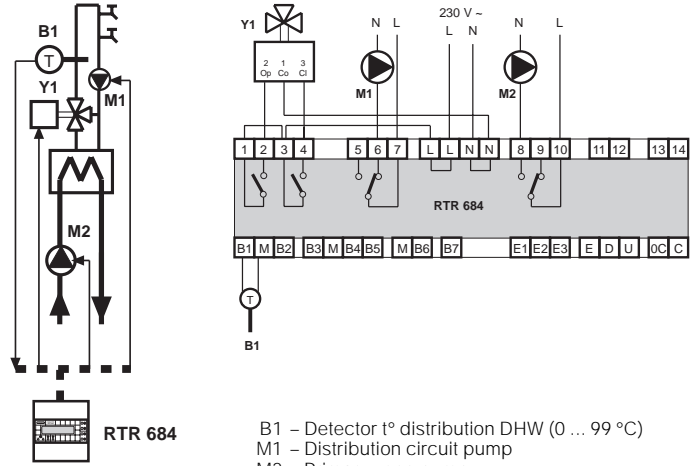 B1
T
Y1
M1
M2
RTR 684
Y1
2 1 3
Op Co Cl
N L
M1
230 V ~
L N
N L
M2
1 2 3 4 5 6 7 L L N N 8 9 10 11 12 13 14
RTR 684
B1 M B2 B3 M B4 B5 M B6 B7 E1 E2 E3 E D U 0C C
T
B1
B1 – Detector t° distribution DHW (0 ... 99 °C)
M1 – Distribution circuit pump